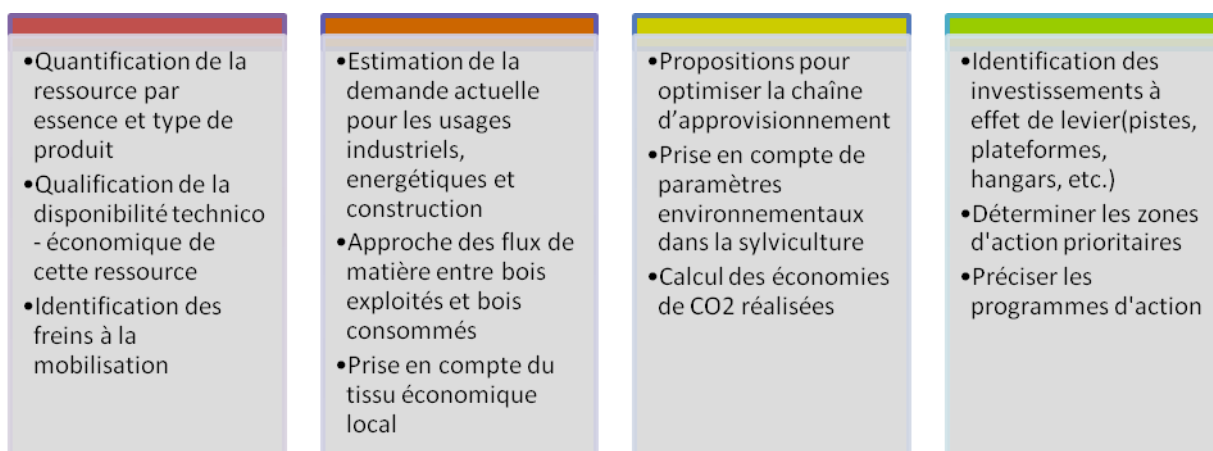 •Quantification de la
ressource par
essence et type de
produit
•Qualification de la
disponibilité technico
- économique de
cette ressource
•Identification des
freins à la
mobilisation
•Estimation de la
demande actuelle
pour les usages
industriels,
énergétiques et
construction
•Approche des flux de
matière entre bois
exploités et bois
consommés
•Prise en compte du
tissu économique
local
•Propositions pour
optimiser la chaîne
d’approvisionnement
•Prise en compte de
paramètres
environnementaux
dans la sylviculture
•Calcul des économies
de CO2 réalisées
•Identification des
investissements à
effet de levier(pistes,
plateformes,
hangars, etc.)
•Déterminer les zones
d'action prioritaires
•Préciser les
programmes d'action